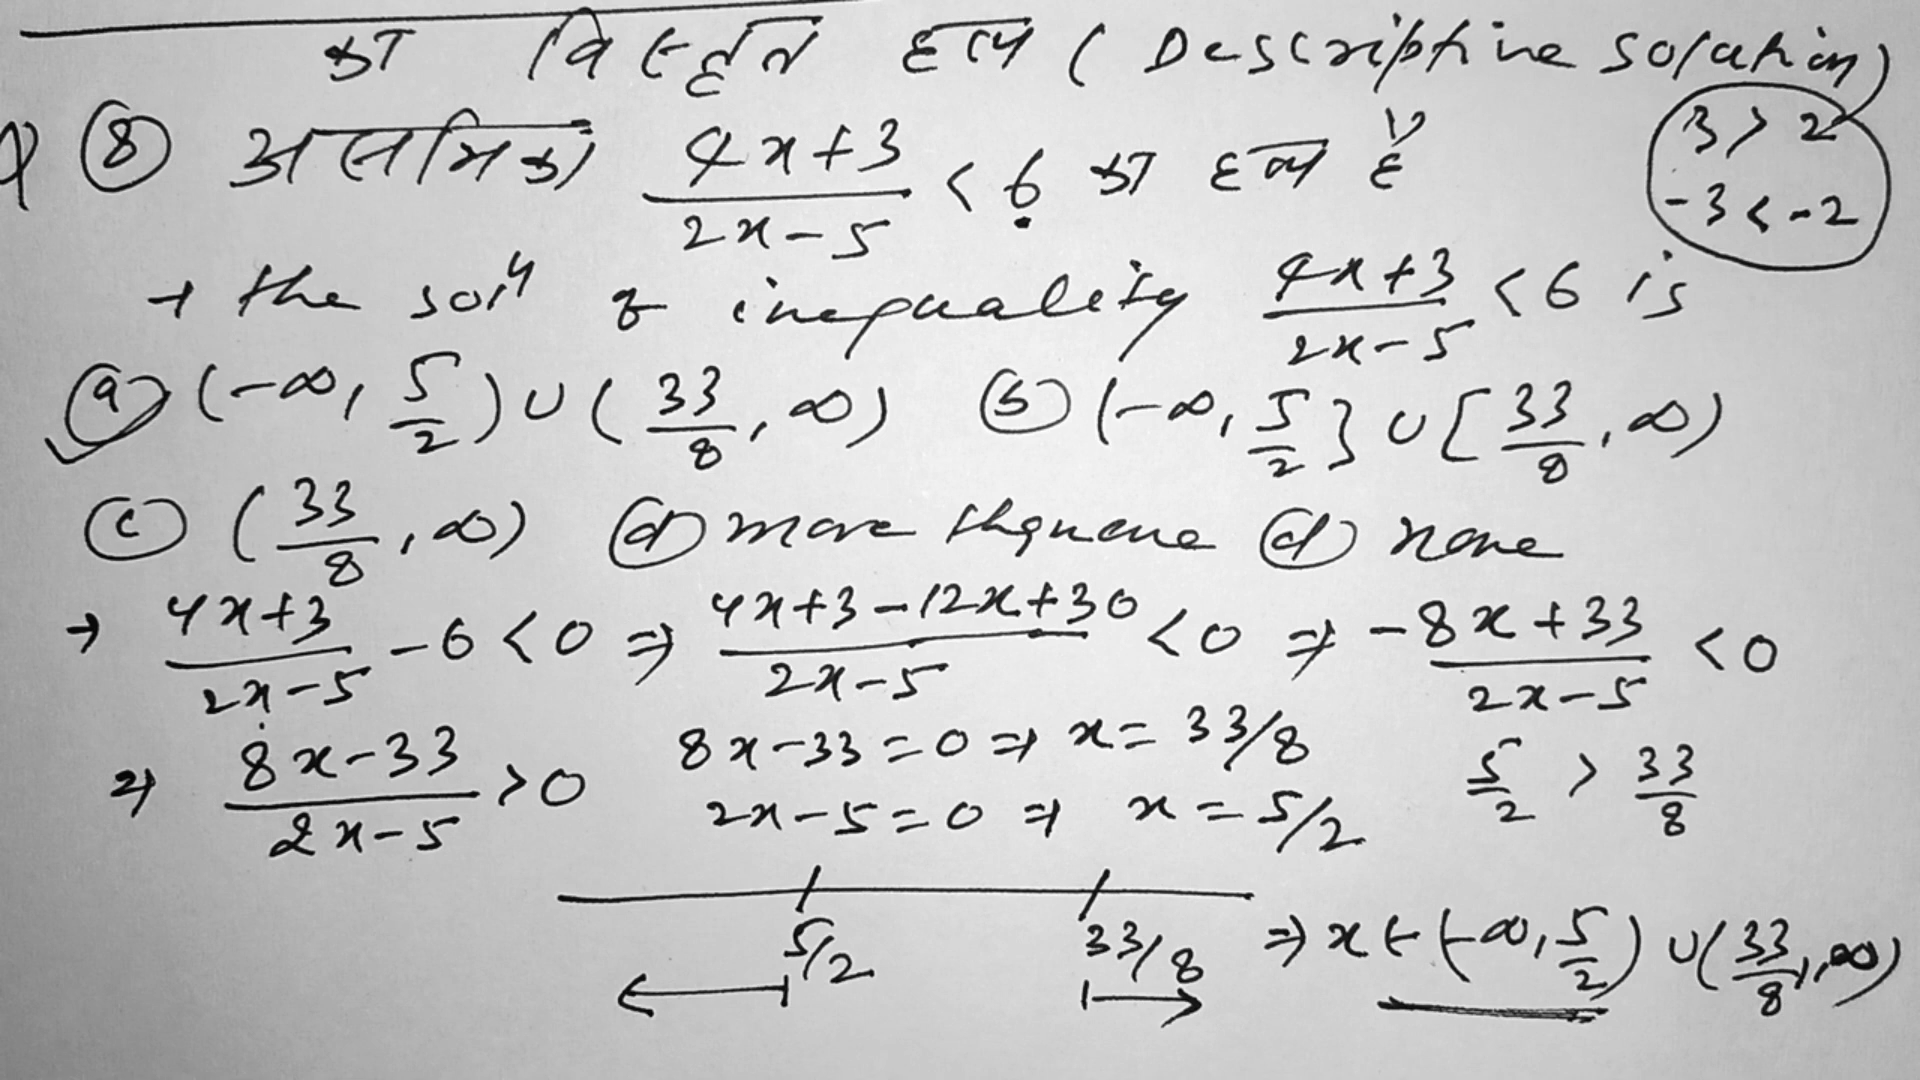 का विस्तृत हल ( Descriptive solution)
Q ⑧ असमिका (4x+3)/(2x-5) < 6 का हल है
3 > 2
-3 < -2
→ the solⁿ of inequality (4x+3)/(2x-5) < 6 is
ⓐ (-∞, 5/2) ∪ (33/8, ∞) ⓑ (-∞, 5/2] ∪ [33/8, ∞)
ⓒ (33/8, ∞) ⓓ more than one ⓓ none
→ (4x+3)/(2x-5) - 6 < 0 ⇒ (4x+3-12x+30)/(2x-5) < 0 ⇒ (-8x+33)/(2x-5) < 0
⇒ (8x-33)/(2x-5) > 0 8x-33=0 ⇒ x= 33/8
2x-5=0 ⇒ x=5/2
5/2 > 33/8
5/2 33/8 ⇒ x ∈ (-∞, 5/2) ∪ (33/8, ∞)